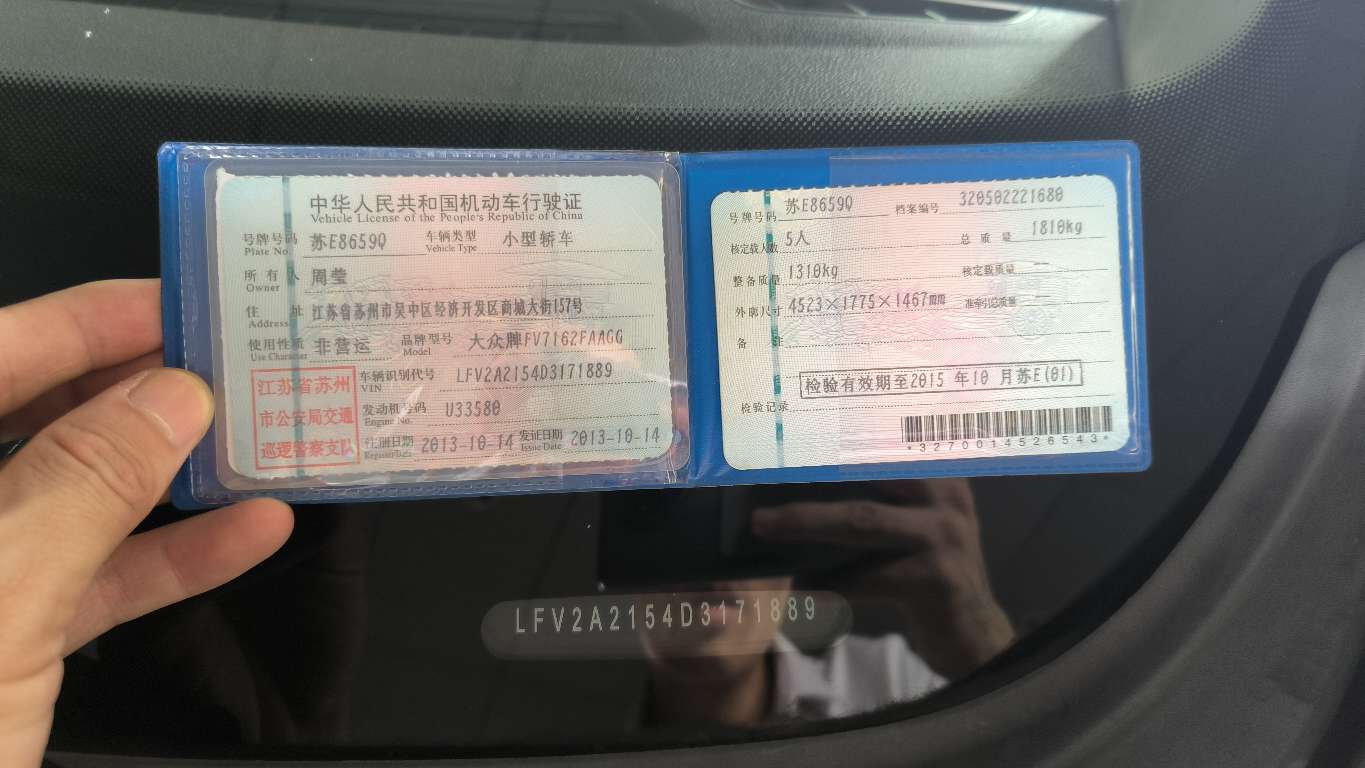 中华人民共和国机动车行驶证
Vehicle License of the People's Republic of China
号牌号码 苏E8659Q 车辆类型 小型轿车
Plate No. Vehicle Type
所有人 周莹
Owner
住址 江苏省苏州市吴中区经济开发区商城大街157号
Address
使用性质 非营运 品牌型号 大众牌FV7162FAAGG
Use Character Model
江苏省苏州
市公安局交通
巡逻警察支队
车辆识别代号 LFV2A2154D3171889
VIN
发动机号码 U33580
Engine No.
注册日期 2013-10-14 发证日期 2013-10-14
Register Date Issue Date
号牌号码 苏E8659Q 档案编号 320502221680
核定载人数 5人 总质量 1810kg
整备质量 1310kg 核定载质量 —
外廓尺寸 4523×1775×1467mm 准牵引总质量 —
备注
检验有效期至2015年10月苏E(01)
检验记录
*3270014526543*
LFV2A2154D3171889